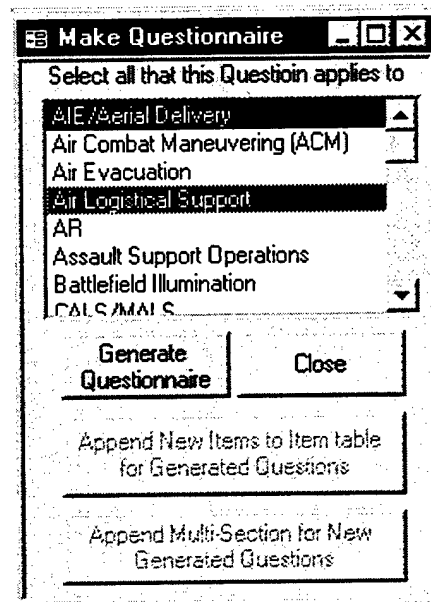 Make Questionnaire
Select all that this Questioin applies to
AIE/Aerial Delivery
Air Combat Maneuvering (ACM)
Air Evacuation
Air Logistical Support
AR
Assault Support Operations
Battlefield Illumination
CALS/MALS
Generate
Questionnaire
Close
Append New Items to Item table
for Generated Questions
Append Multi-Section for New
Generated Questions